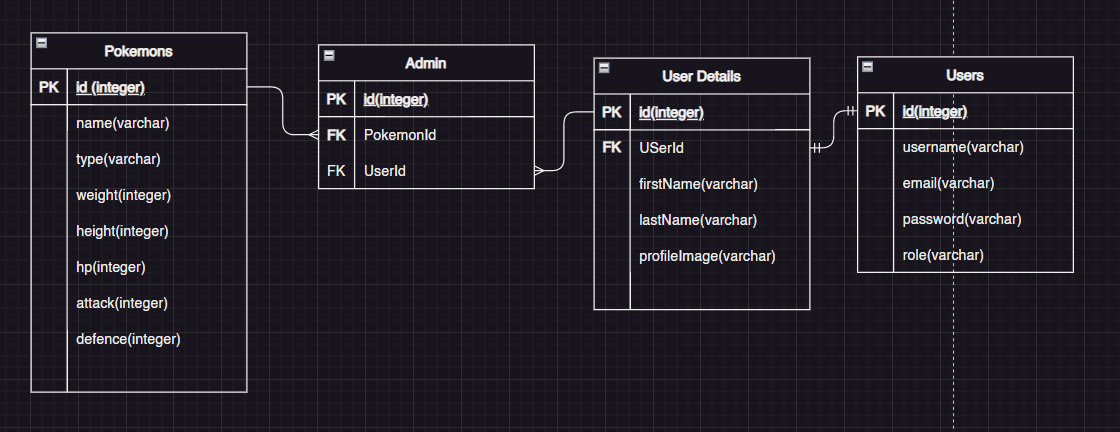 Pokemons
PK id (integer)
name(varchar)
type(varchar)
weight(integer)
height(integer)
hp(integer)
attack(integer)
defence(integer)
Admin
PK id(integer)
FK PokemonId
FK UserId
User Details
PK id(integer)
FK USerId
firstName(varchar)
lastName(varchar)
profileImage(varchar)
Users
PK id(integer)
username(varchar)
email(varchar)
password(varchar)
role(varchar)